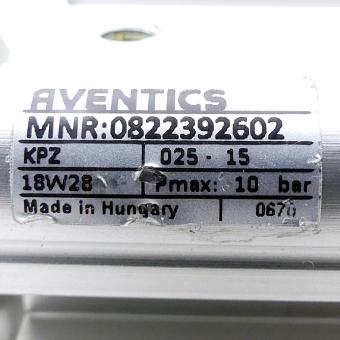 AVENTICS
MNR:0822392602
KPZ 025 - 15
18W28 Pmax: 10 bar
Made in Hungary 0670